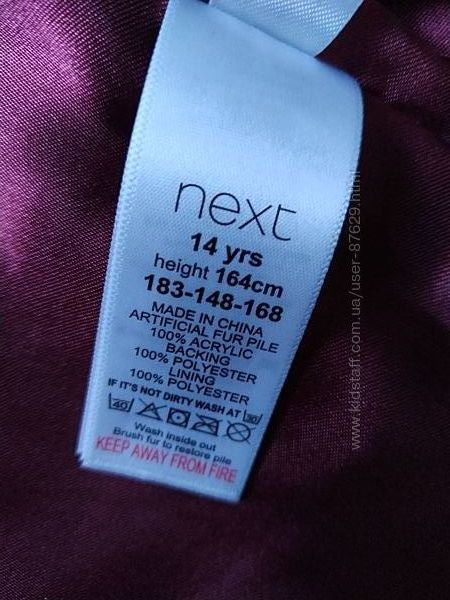 next
14 yrs
height 164cm
183-148-168
MADE IN CHINA
ARTIFICIAL FUR PILE
100% ACRYLIC
BACKING
100% POLYESTER
LINING
100% POLYESTER
IF IT'S NOT DIRTY WASH AT 30
40
Wash inside out
Brush fur to restore pile
KEEP AWAY FROM FIRE
www.kidstaff.com.ua/user-87629.html